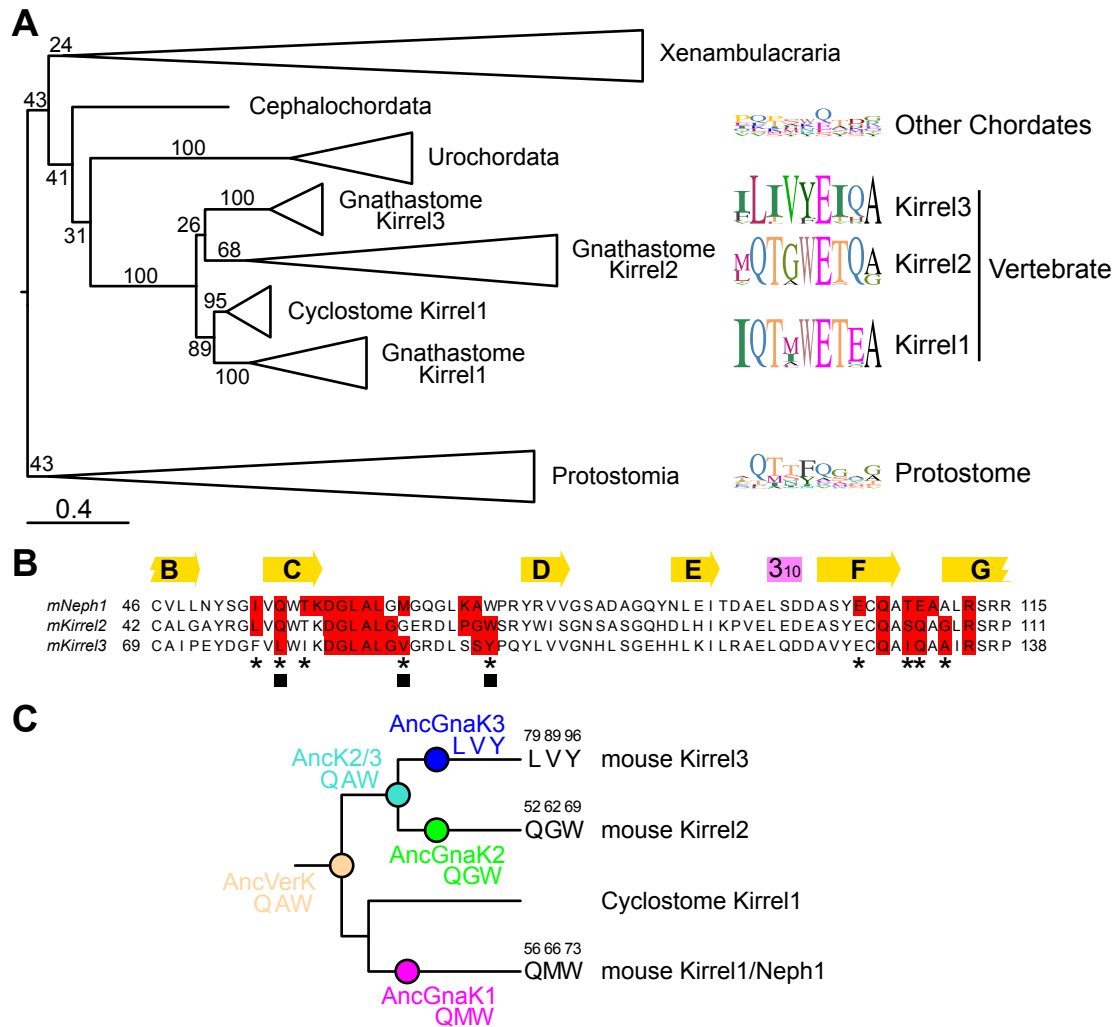 A
24
Xenambulacraria
43
Cephalochordata
Other Chordates
100
Urochordata
41
100
Gnathastome
Kirrel3
ILIVYEIQA
Kirrel3
31
26
68
Gnathastome
Kirrel2
MQTGWETQA
Kirrel2
Vertebrate
100
95
Cyclostome Kirrel1
89
Gnathastome
Kirrel1
100
IQTMWETEA
Kirrel1
43
Protostomia
Protostome
0.4
B
B C D E 310 F G
mNeph1 46 CVLLNYSGIVQWTKDGLALGMGQGLKAWPRYRVVGSADAGQYNLEITDAELSDDASYECQATEAALRSRR 115
mKirrel2 42 CALGAYRGLVQWTKDGLALGGERDLPGWSRYWISGNSASGQHDLHIKPVELEDEASYECQASQAGLRSRP 111
mKirrel3 69 CAIPEYDGFVLWIKDGLALGVGRDLSSYPQYLVVGNHLSGEHHLKILRAELQDDAVYECQAIQAAIRSRP 138
* * * * * * * * *
C
AncGnaK3
LVY
79 89 96
LVY mouse Kirrel3
AncK2/3
QAW
52 62 69
QGW mouse Kirrel2
AncGnaK2
QGW
AncVerK
QAW
Cyclostome Kirrel1
56 66 73
QMW mouse Kirrel1/Neph1
AncGnaK1
QMW